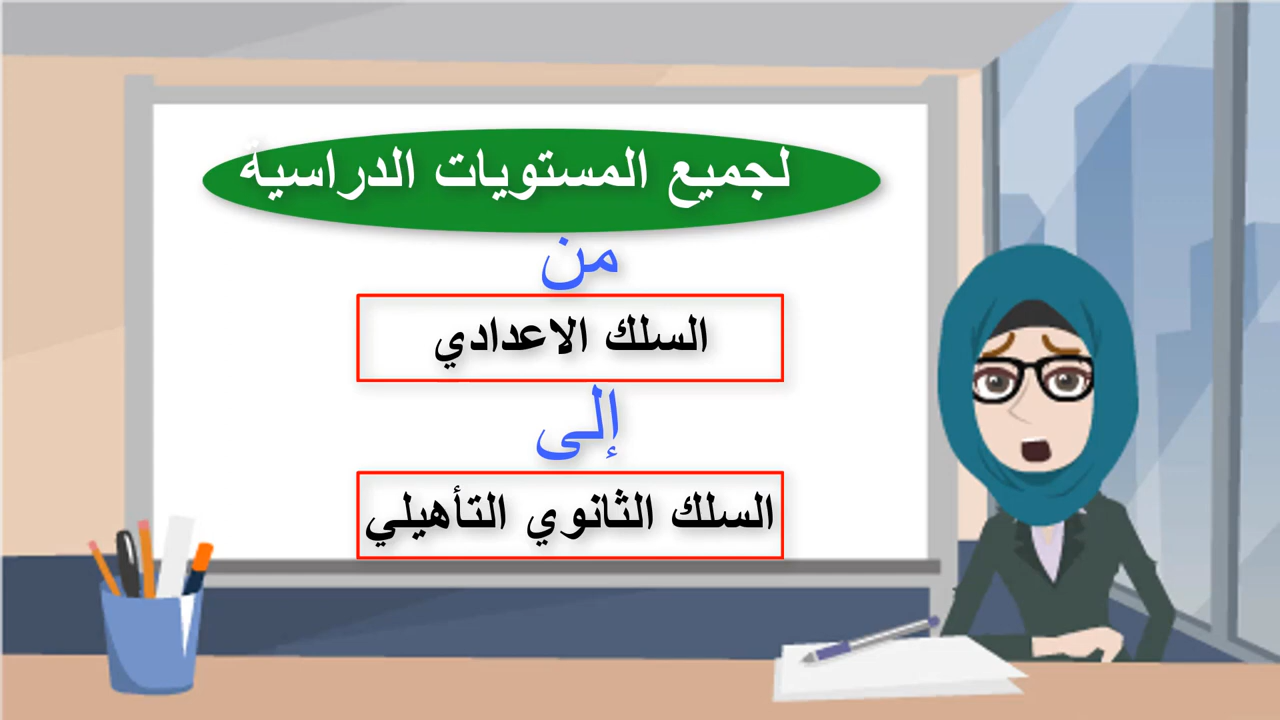 لجميع المستويات الدراسية
من
السلك الاعدادي
إلى
السلك الثانوي التأهيلي